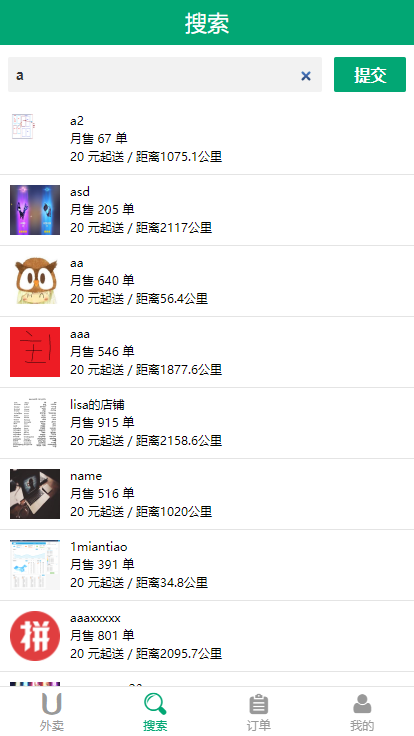 搜索
a
提交
a2
月售 67 单
20 元起送 / 距离1075.1公里
asd
月售 205 单
20 元起送 / 距离2117公里
aa
月售 640 单
20 元起送 / 距离56.4公里
aaa
月售 546 单
20 元起送 / 距离1877.6公里
lisa的店铺
月售 915 单
20 元起送 / 距离2158.6公里
name
月售 516 单
20 元起送 / 距离1020公里
1miantiao
月售 391 单
20 元起送 / 距离34.8公里
拼
aaaxxxxx
月售 801 单
20 元起送 / 距离2095.7公里
外卖
搜索
订单
我的